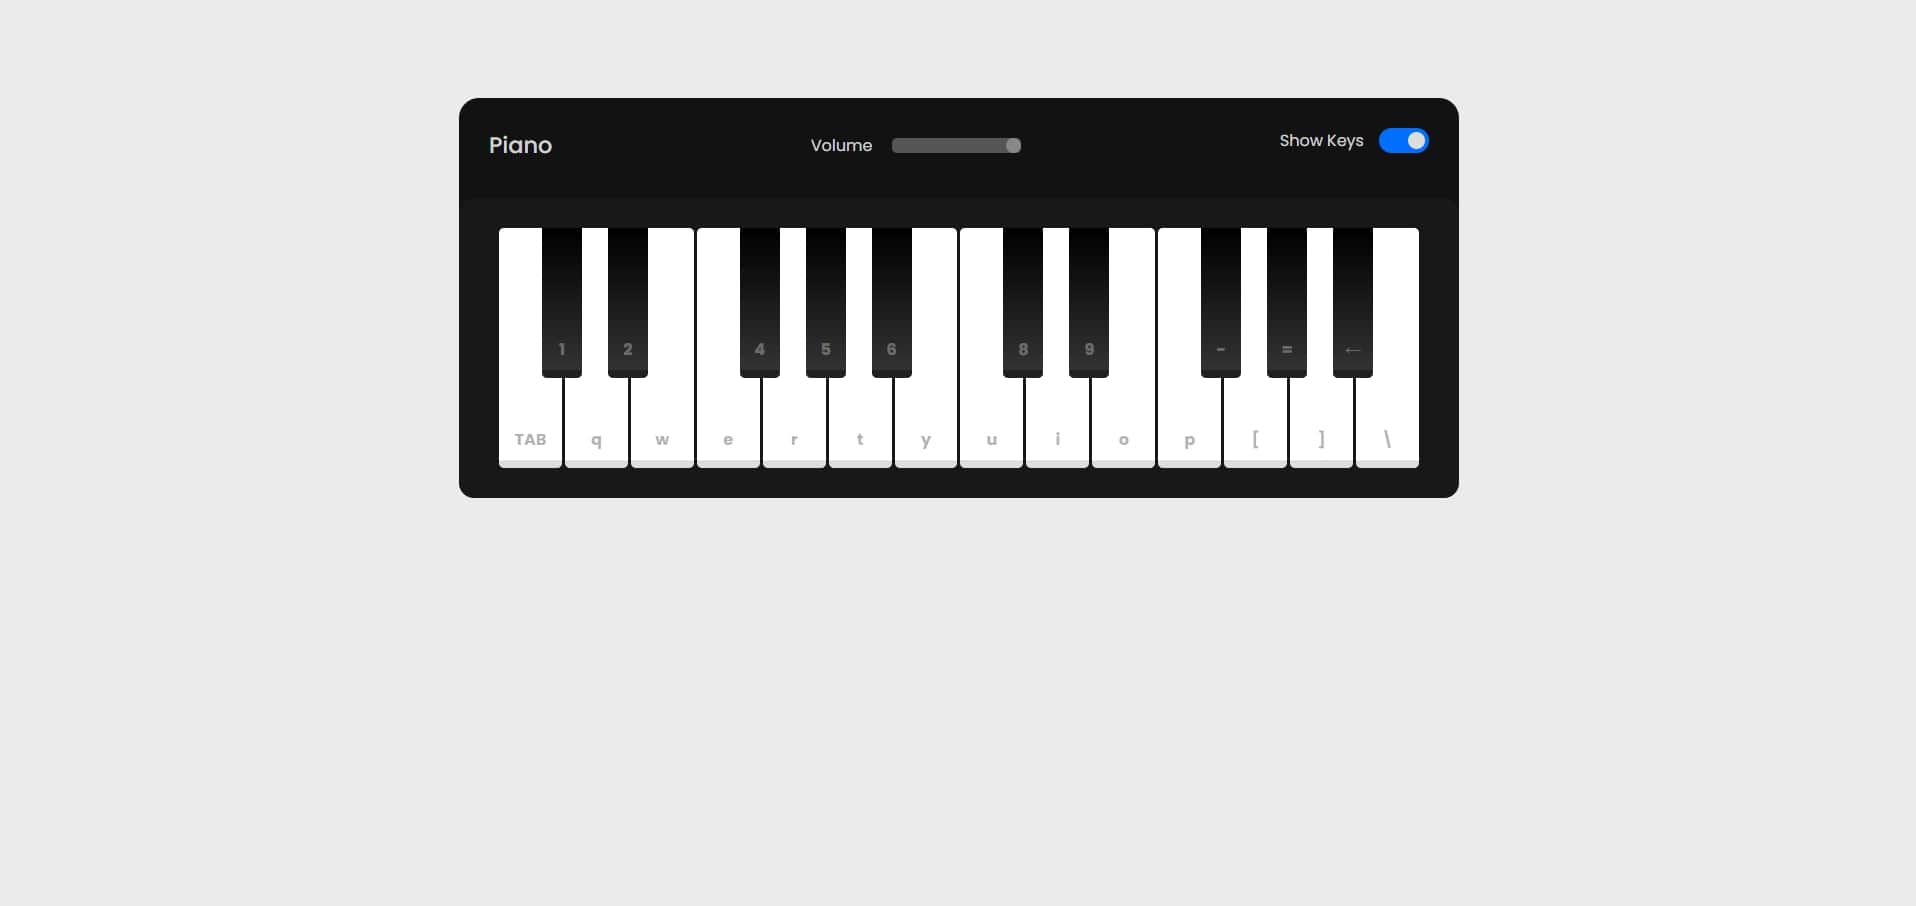 Piano
Volume
Show Keys
1 2 4 5 6 8 9 - = ←
TAB q w e r t y u i o p [ ] \